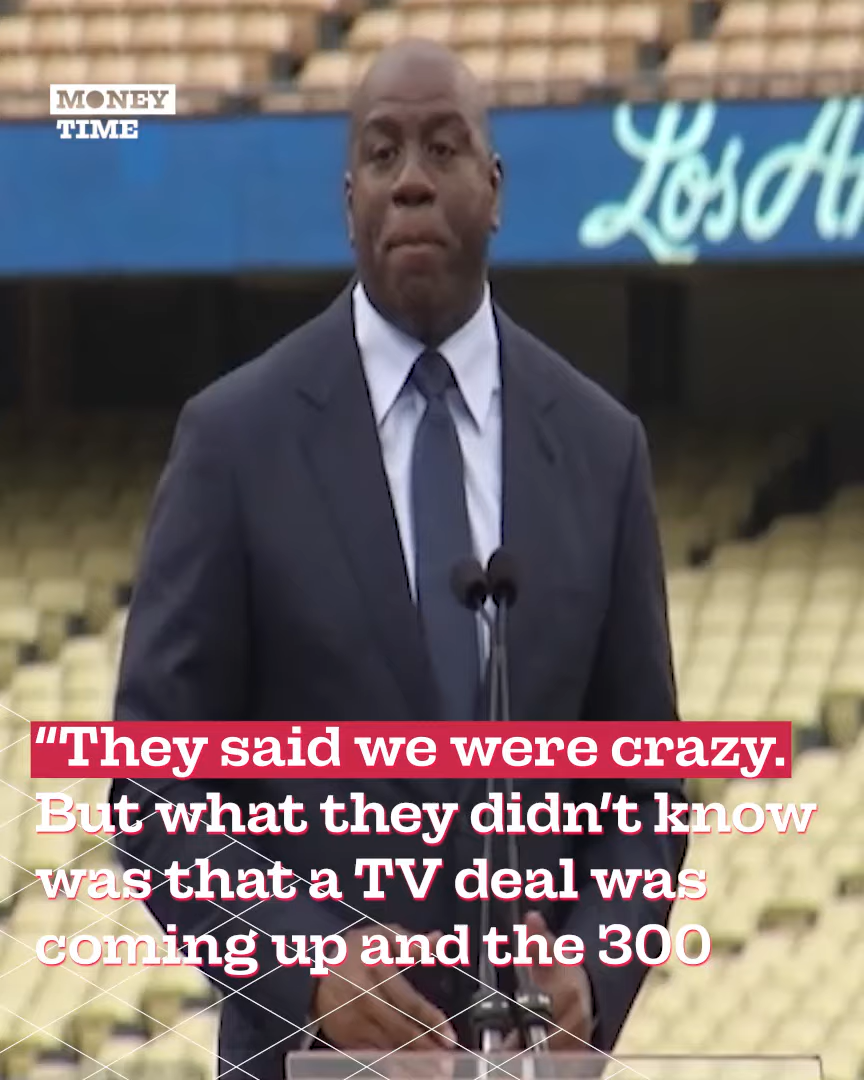 MONEY
TIME
Los A
“They said we were crazy.
But what they didn’t know
was that a TV deal was
coming up and the 300